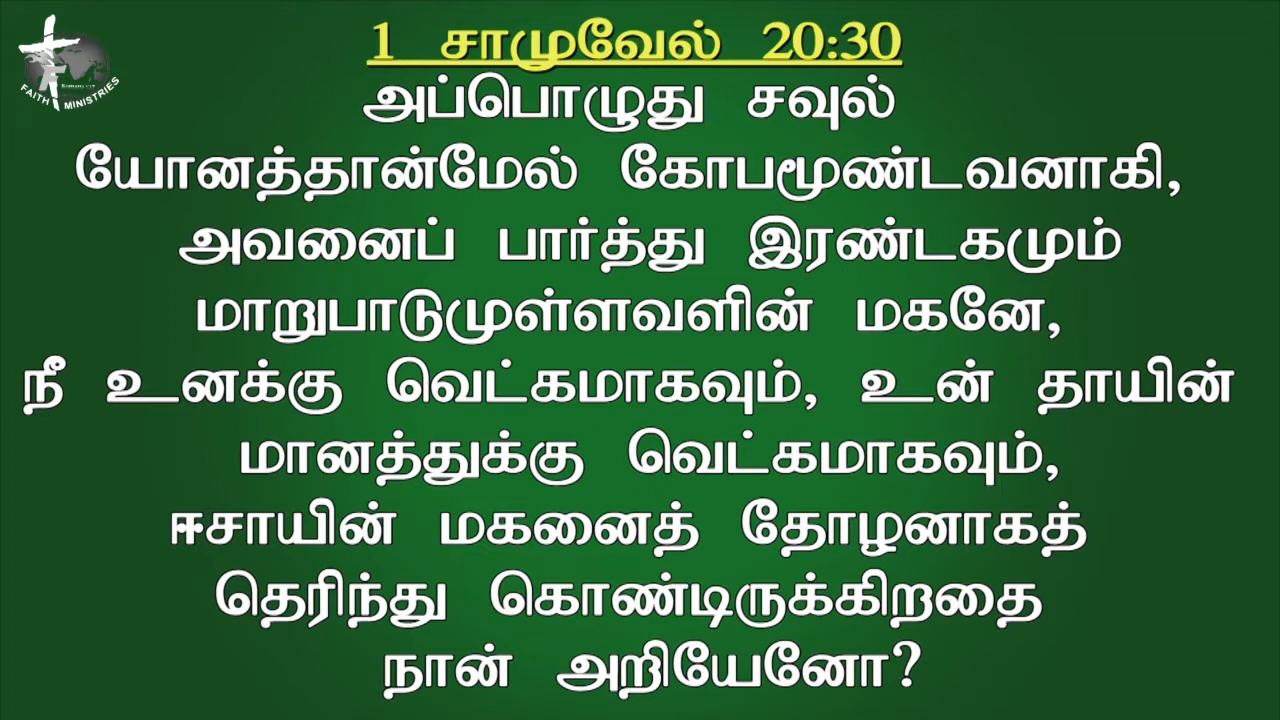 FAITH MINISTRIES
1 சாமுவேல் 20:30
அப்பொழுது சவுல்
யோனத்தான்மேல் கோபமூண்டவனாகி,
அவனைப் பார்த்து இரண்டகமும்
மாறுபாடுமுள்ளவளின் மகனே,
நீ உனக்கு வெட்கமாகவும், உன் தாயின்
மானத்துக்கு வெட்கமாகவும்,
ஈசாயின் மகனைத் தோழனாகத்
தெரிந்து கொண்டிருக்கிறதை
நான் அறியேனோ?